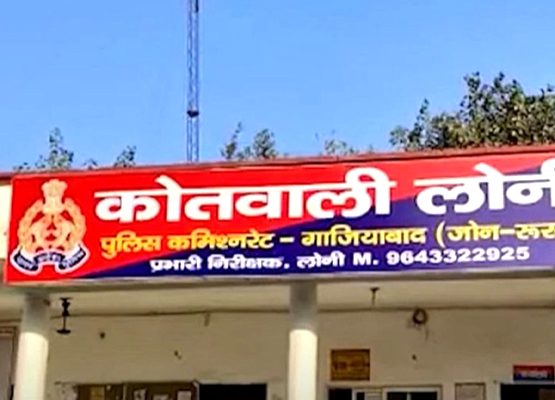 कोतवाली लोनी
पुलिस कमिश्नरेट - गाजियाबाद (जोन-रूर
प्रभारी निरीक्षक, लोनी M. 9643322925